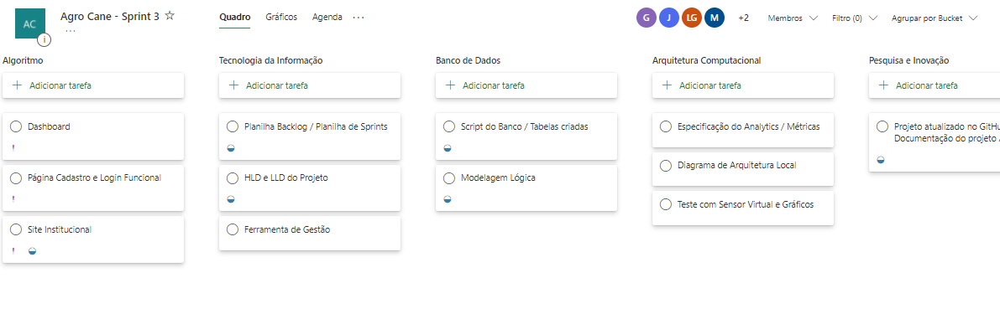 AC
Agro Cane - Sprint 3
Quadro
Gráficos
Agenda
G
J
LG
M
+2
Membros
Filtro (0)
Agrupar por Bucket
Algoritmo
Adicionar tarefa
Dashboard
Página Cadastro e Login Funcional
Site Institucional
Tecnologia da Informação
Adicionar tarefa
Planilha Backlog / Planilha de Sprints
HLD e LLD do Projeto
Ferramenta de Gestão
Banco de Dados
Adicionar tarefa
Script do Banco / Tabelas criadas
Modelagem Lógica
Arquitetura Computacional
Adicionar tarefa
Especificação do Analytics / Métricas
Diagrama de Arquitetura Local
Teste com Sensor Virtual e Gráficos
Pesquisa e Inovação
Adicionar tarefa
Projeto atualizado no GitHu
Documentação do projeto